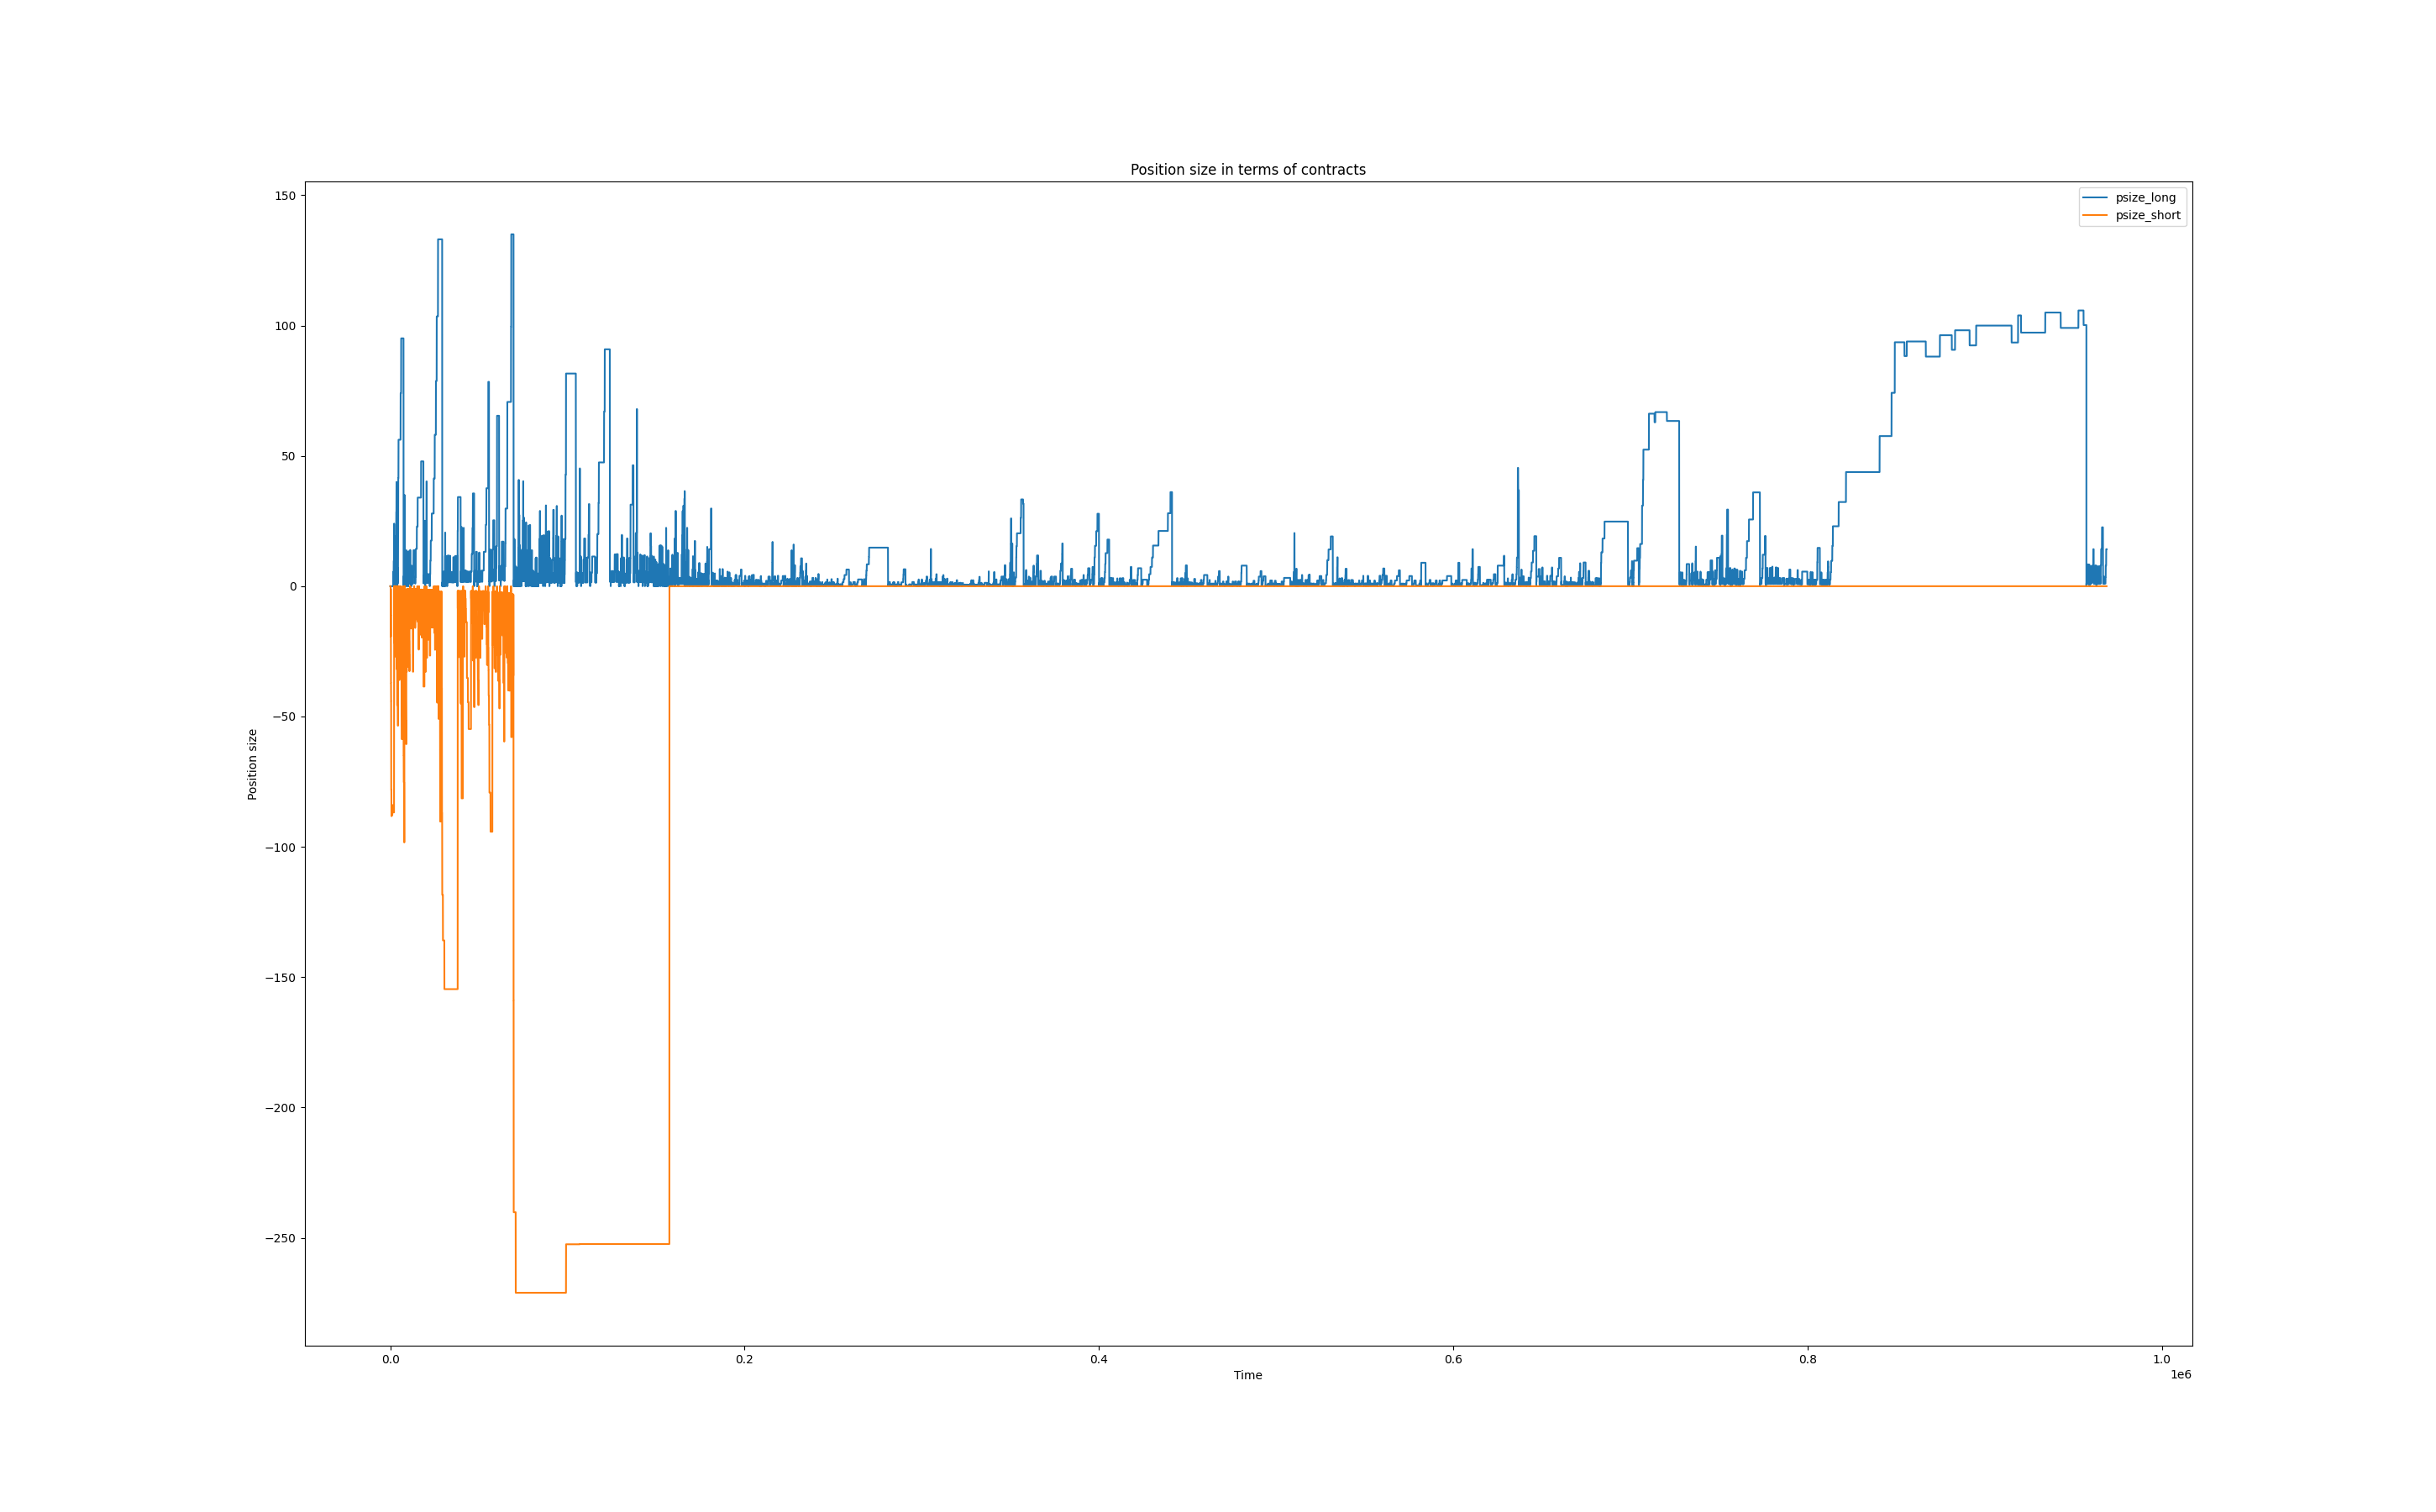 Position size in terms of contracts
psize_long
psize_short
150
100
50
0
−50
−100
−150
−200
−250
Position size
0.0
0.2
0.4
0.6
0.8
1.0
1e6
Time